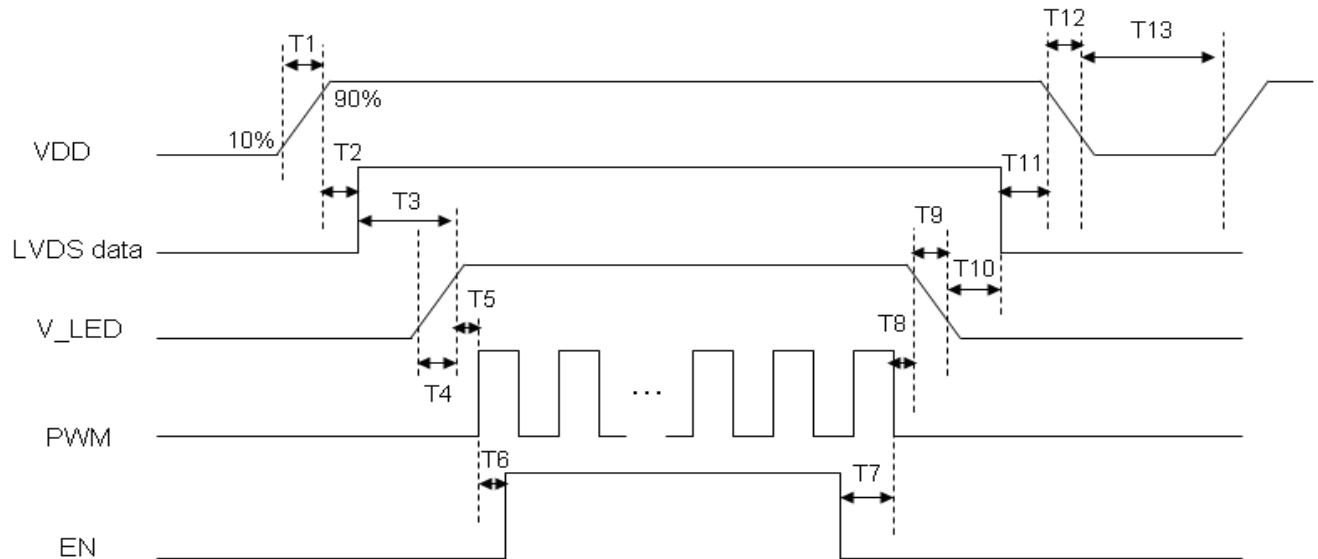 T1
T12
T13
90%
10%
VDD
T2
T11
T3
T9
LVDS data
T10
T5
V_LED
T8
T4
...
PWM
T6
T7
EN